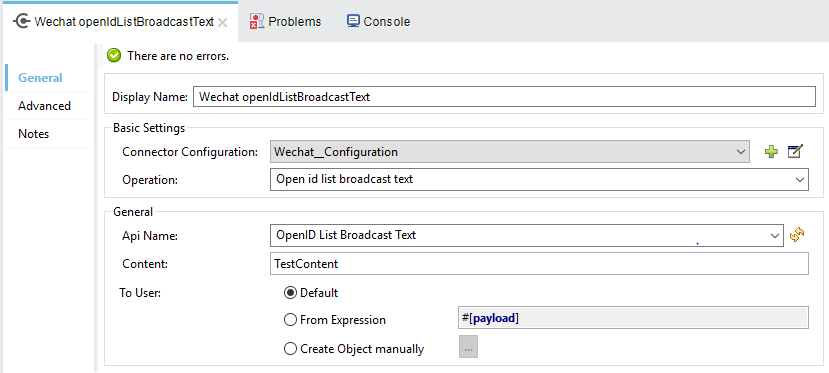 Wechat openIdListBroadcastText
Problems
Console
There are no errors.
General
Advanced
Notes
Display Name: Wechat openIdListBroadcastText
Basic Settings
Connector Configuration: Wechat__Configuration
Operation: Open id list broadcast text
General
Api Name: OpenID List Broadcast Text
Content: TestContent
To User: Default
From Expression #[payload]
Create Object manually ...